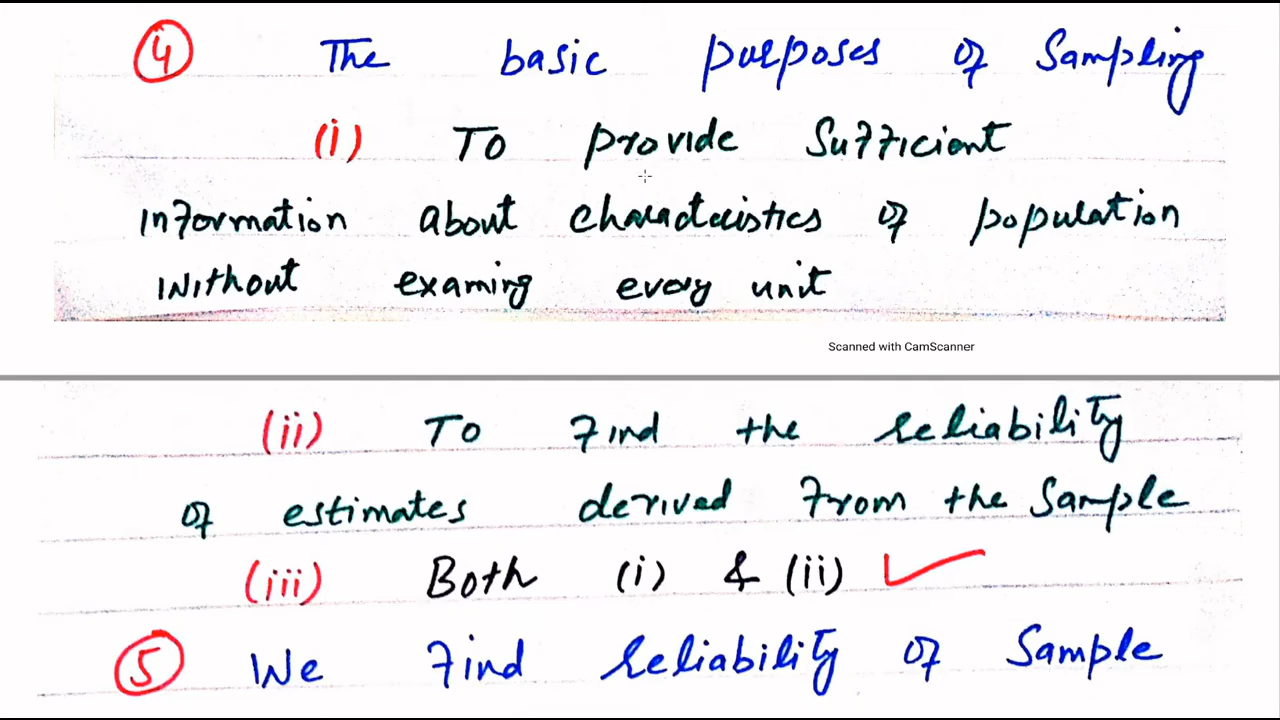 4 The basic purposes of Sampling
(i) To provide Sufficient
information about characteristics of population
without examing every unit
Scanned with CamScanner
(ii) To Find the reliability
of estimates derived From the Sample
(iii) Both (i) & (ii) ✓
5 We Find reliability of Sample